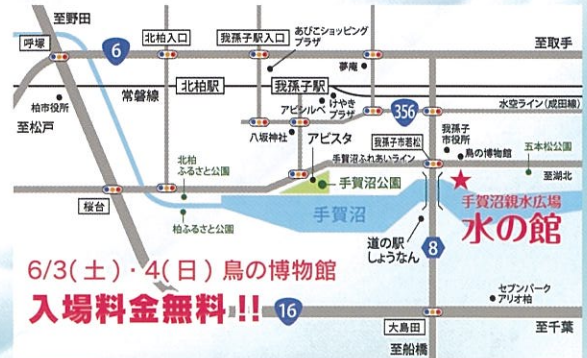 至野田
呼塚
6
北柏入口
我孫子駅入口
あびこショッピング
プラザ
夢庵
至取手
柏市役所
常磐線
北柏駅
我孫子駅
アビシルベ
けやき
プラザ
356
水空ライン(成田線)
至松戸
八坂神社
アビスタ
我孫子市若松
我孫子
市役所
鳥の博物館
五本松公園
手賀沼ふれあいライン
至湖北
北柏
ふるさと公園
手賀沼公園
桜台
柏ふるさと公園
手賀沼
手賀沼親水広場
水の館
道の駅
しょうなん
8
6/3(土)・4(日) 鳥の博物館
入場料金無料!!
16
セブンパーク
アリオ柏
大島田
至千葉
至船橋